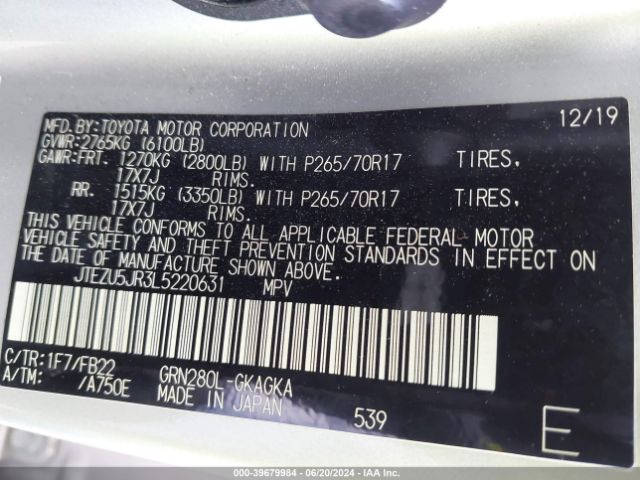 MFD.BY:TOYOTA MOTOR CORPORATION 12/19
GVWR:2765KG (6100LB)
GAWR:FRT. 1270KG (2800LB) WITH P265/70R17 TIRES,
17X7J RIMS.
RR. 1515KG (3350LB) WITH P265/70R17 TIRES,
17X7J RIMS.
THIS VEHICLE CONFORMS TO ALL APPLICABLE FEDERAL MOTOR
VEHICLE SAFETY AND THEFT PREVENTION STANDARDS IN EFFECT ON
THE DATE OF MANUFACTURE SHOWN ABOVE.
JTEZU5JR3L5220631 MPV
C/TR:1F7/FB22 GRN280L-GKAGKA
A/TM: /A750E MADE IN JAPAN 539 E
000-39679984 - 06/20/2024 - IAA Inc.